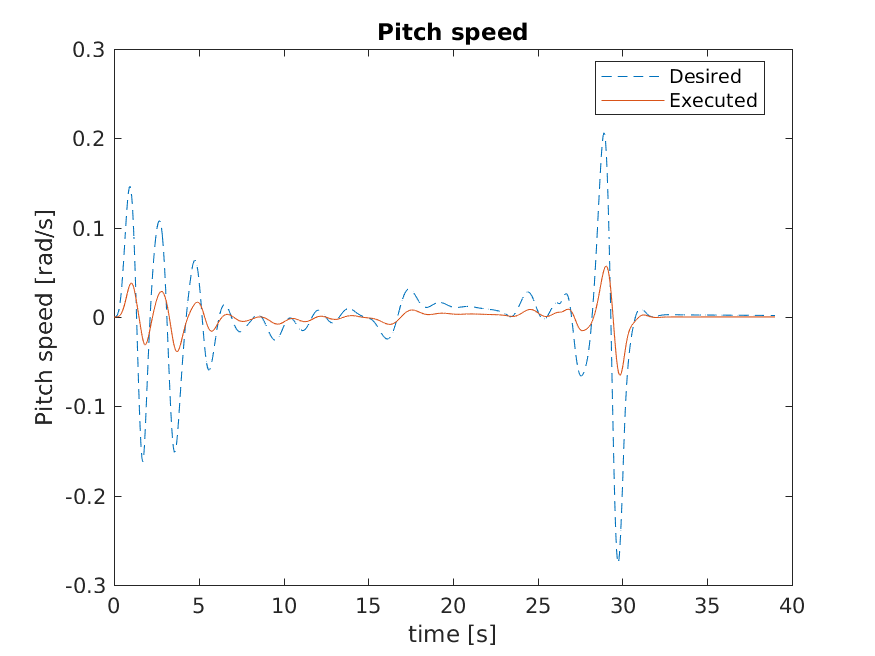 Pitch speed
Desired
Executed
Pitch speed [rad/s]
0.3
0.2
0.1
0
-0.1
-0.2
-0.3
0 5 10 15 20 25 30 35 40
time [s]